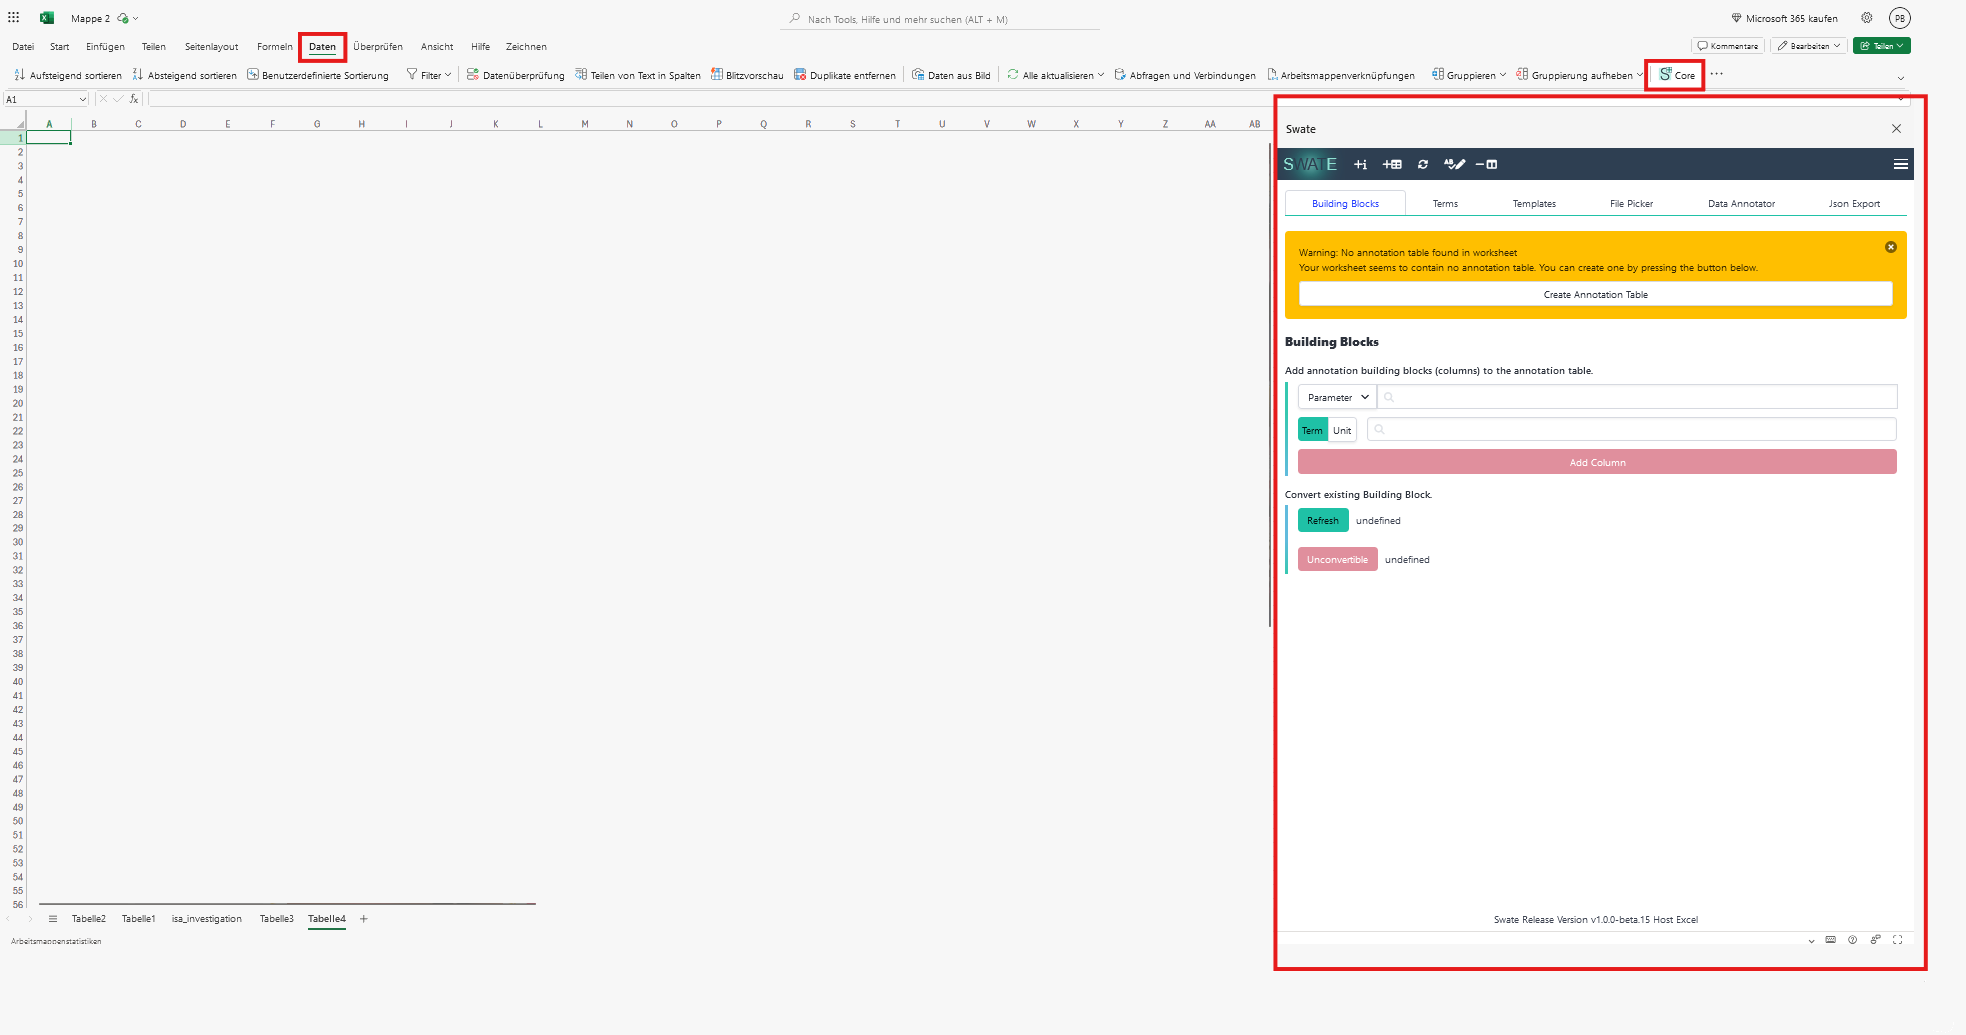 Mappe 2
Nach Tools, Hilfe und mehr suchen (ALT + M)
Microsoft 365 kaufen
PB
Datei Start Einfügen Teilen Seitenlayout Formeln Daten Überprüfen Ansicht Hilfe Zeichnen
Kommentare Bearbeiten Teilen
Aufsteigend sortieren Absteigend sortieren Benutzerdefinierte Sortierung Filter Datenüberprüfung Teilen von Text in Spalten Blitzvorschau Duplikate entfernen Daten aus Bild Alle aktualisieren Abfragen und Verbindungen Arbeitsmappenverknüpfungen Gruppieren Gruppierung aufheben Core ...
A1 fx
A B C D E F G H I J K L M N O P Q R S T U V W X Y Z AA AB
1
2
3
4
5
6
7
8
9
10
11
12
13
14
15
16
17
18
19
20
21
22
23
24
25
26
27
28
29
30
31
32
33
34
35
36
37
38
39
40
41
42
43
44
45
46
47
48
49
50
51
52
53
54
55
56
Swate
SWATE
Building Blocks Terms Templates File Picker Data Annotator Json Export
Warning: No annotation table found in worksheet
Your worksheet seems to contain no annotation table. You can create one by pressing the button below.
Create Annotation Table
Building Blocks
Add annotation building blocks (columns) to the annotation table.
Parameter
Term Unit
Add Column
Convert existing Building Block.
Refresh undefined
Unconvertible undefined
Swate Release Version v1.0.0-beta.15 Host Excel
Tabelle2 Tabelle1 isa_investigation Tabelle3 Tabelle4 +
Arbeitsmappenstatistiken